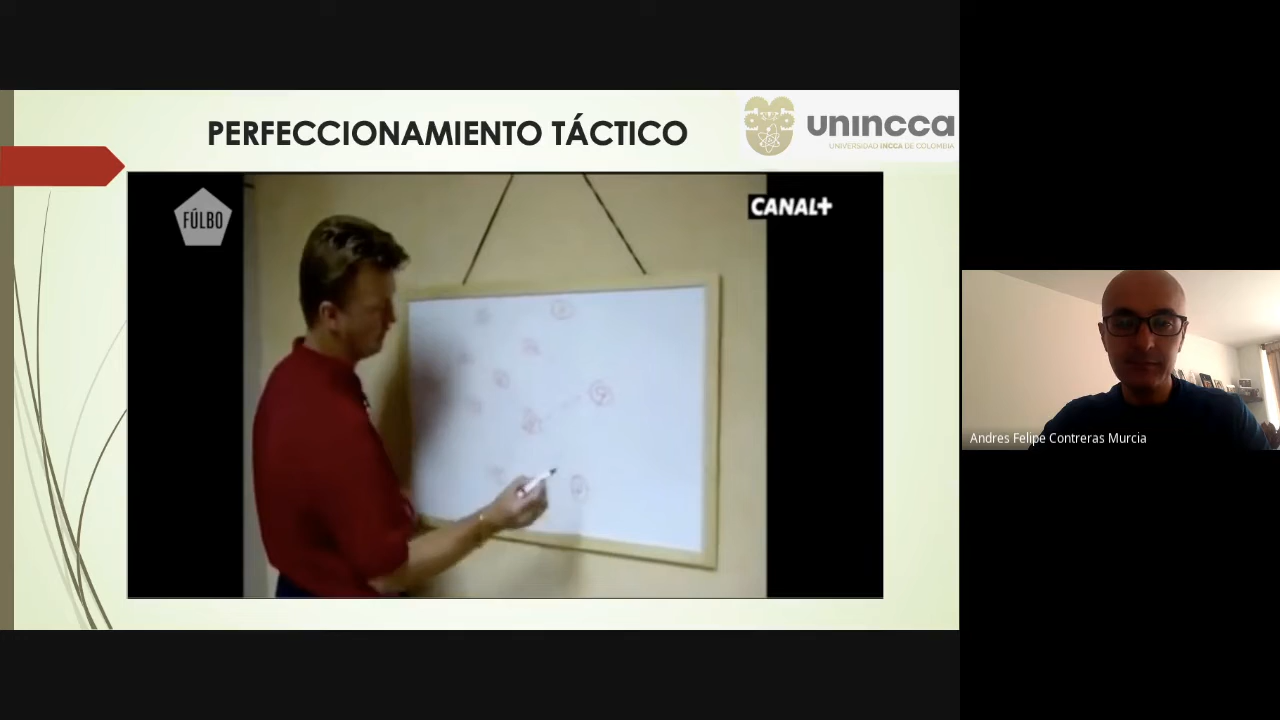 PERFECCIONAMIENTO TÁCTICO
unincca
UNIVERSIDAD INCCA DE COLOMBIA
FÚLBO
CANAL+
Andres Felipe Contreras Murcia